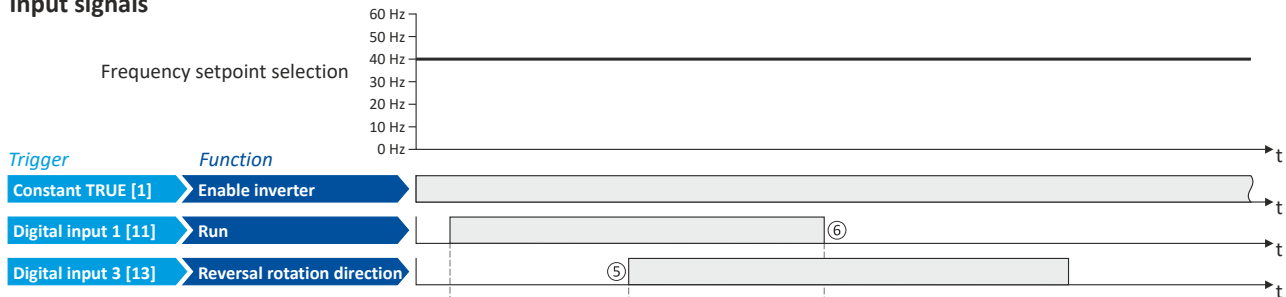 Input signals
60 Hz
50 Hz
40 Hz
Frequency setpoint selection
30 Hz
20 Hz
10 Hz
0 Hz
t
Trigger Function
Constant TRUE [1] Enable inverter
t
Digital input 1 [11] Run ⑥
t
Digital input 3 [13] Reversal rotation direction ⑤
t